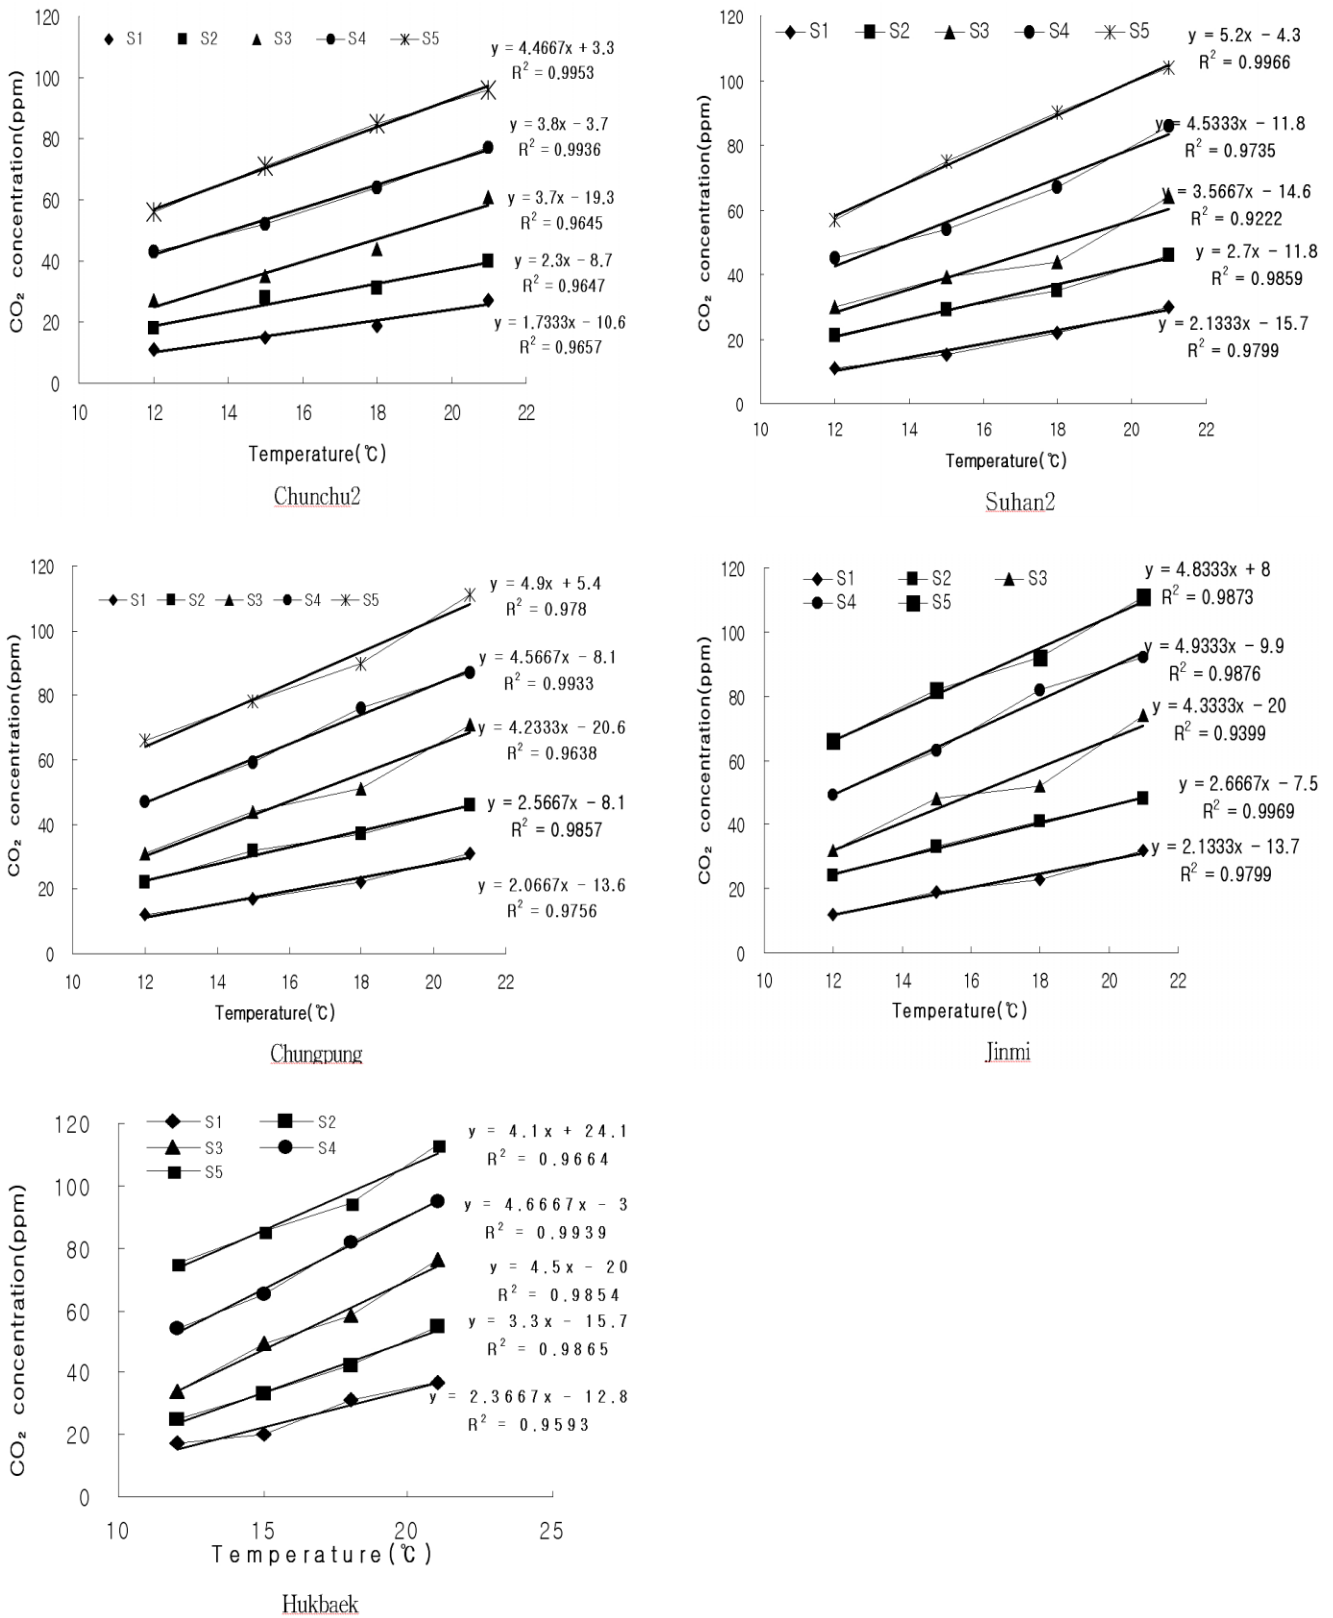 S1 S2 S3 S4 S5
CO₂ concentration(ppm)
120
100
80
60
40
20
0
10 12 14 16 18 20 22
Temperature(℃)
y = 4.4667x + 3.3
R² = 0.9953
y = 3.8x − 3.7
R² = 0.9936
y = 3.7x − 19.3
R² = 0.9645
y = 2.3x − 8.7
R² = 0.9647
y = 1.7333x − 10.6
R² = 0.9657
Chunchu2
S1 S2 S3 S4 S5
CO₂ concentration(ppm)
120
100
80
60
40
20
0
10 12 14 16 18 20 22
Temperature(℃)
y = 5.2x − 4.3
R² = 0.9966
y = 4.5333x − 11.8
R² = 0.9735
y = 3.5667x − 14.6
R² = 0.9222
y = 2.7x − 11.8
R² = 0.9859
y = 2.1333x − 15.7
R² = 0.9799
Suhan2
S1 S2 S3 S4 S5
CO₂ concentration(ppm)
120
100
80
60
40
20
0
10 12 14 16 18 20 22
Temperature(℃)
y = 4.9x + 5.4
R² = 0.978
y = 4.5667x − 8.1
R² = 0.9933
y = 4.2333x − 20.6
R² = 0.9638
y = 2.5667x − 8.1
R² = 0.9857
y = 2.0667x − 13.6
R² = 0.9756
Chungpung
S1 S2 S3
S4 S5
CO₂ concentration(ppm)
120
100
80
60
40
20
0
10 12 14 16 18 20 22
Temperature(℃)
y = 4.8333x + 8
R² = 0.9873
y = 4.9333x − 9.9
R² = 0.9876
y = 4.3333x − 20
R² = 0.9399
y = 2.6667x − 7.5
R² = 0.9969
y = 2.1333x − 13.7
R² = 0.9799
Jinmi
S1 S2
S3 S4
S5
CO₂ concentration(ppm)
120
100
80
60
40
20
0
10 15 20 25
Temperature(℃)
y = 4.1x + 24.1
R² = 0.9664
y = 4.6667x − 3
R² = 0.9939
y = 4.5x − 20
R² = 0.9854
y = 3.3x − 15.7
R² = 0.9865
y = 2.3667x − 12.8
R² = 0.9593
Hukbaek